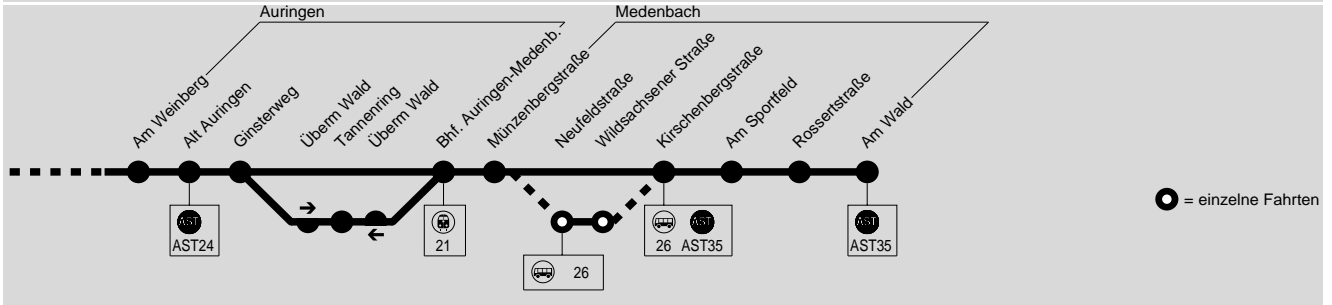 Auringen
Medenbach
Am Weinberg
Alt Auringen
Ginsterweg
Überm Wald
Tannenring
Überm Wald
Bhf. Auringen-Medenb.
Münzenbergstraße
Neufeldstraße
Wildsachsener Straße
Kirschenbergstraße
Am Sportfeld
Rossertstraße
Am Wald
= einzelne Fahrten
AST
AST24
21
26
AST
26 AST35
AST
AST35